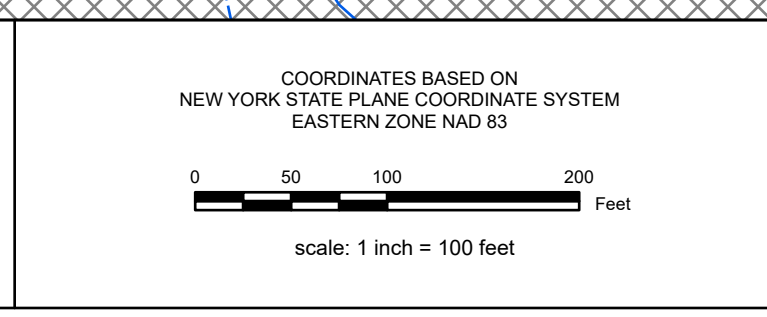 COORDINATES BASED ON
NEW YORK STATE PLANE COORDINATE SYSTEM
EASTERN ZONE NAD 83
0 50 100 200
Feet
scale: 1 inch = 100 feet